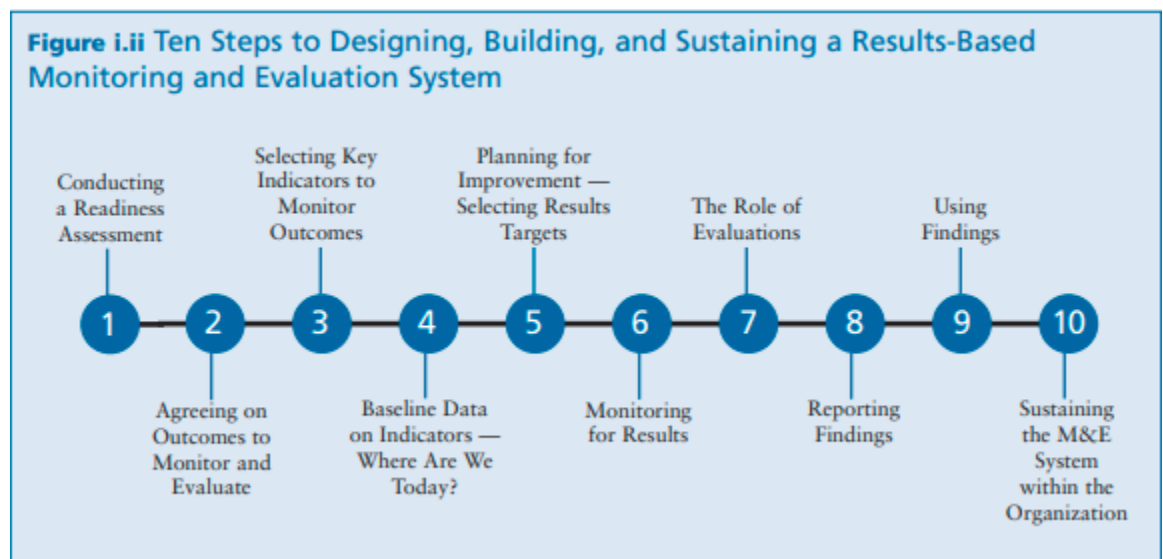 Figure i.ii Ten Steps to Designing, Building, and Sustaining a Results-Based
Monitoring and Evaluation System
Conducting
a Readiness
Assessment
Selecting Key
Indicators to
Monitor
Outcomes
Planning for
Improvement —
Selecting Results
Targets
The Role of
Evaluations
Using
Findings
1
2
3
4
5
6
7
8
9
10
Agreeing on
Outcomes to
Monitor and
Evaluate
Baseline Data
on Indicators —
Where Are We
Today?
Monitoring
for Results
Reporting
Findings
Sustaining
the M&E
System
within the
Organization